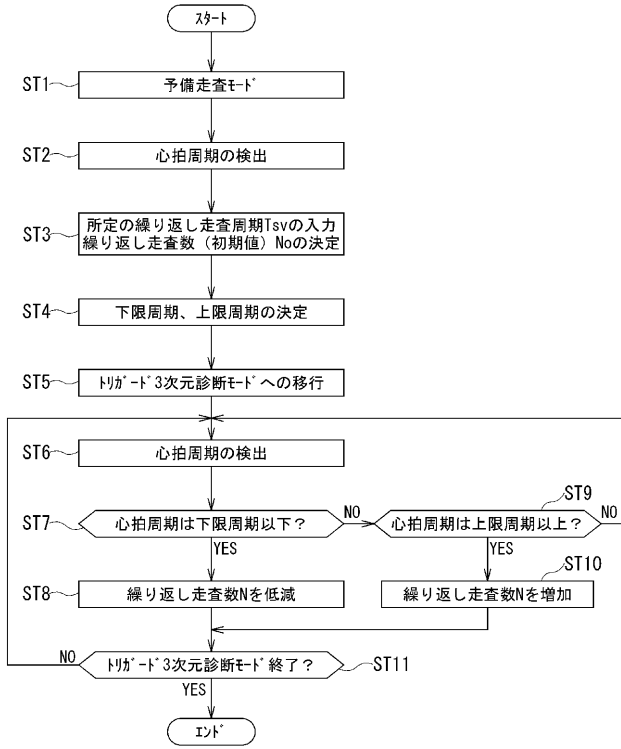 ｽﾀｰﾄ
ST1
予備走査ﾓｰﾄﾞ
ST2
心拍周期の検出
ST3
所定の繰り返し走査周期Tsvの入力
繰り返し走査数（初期値）Noの決定
ST4
下限周期、上限周期の決定
ST5
ﾄﾘｶﾞｰﾄﾞ3次元診断ﾓｰﾄﾞへの移行
ST6
心拍周期の検出
ST7
心拍周期は下限周期以下？
NO
YES
ST9
心拍周期は上限周期以上？
NO
YES
ST8
繰り返し走査数Nを低減
ST10
繰り返し走査数Nを増加
NO
ﾄﾘｶﾞｰﾄﾞ3次元診断ﾓｰﾄﾞ終了？
ST11
YES
ｴﾝﾄﾞ